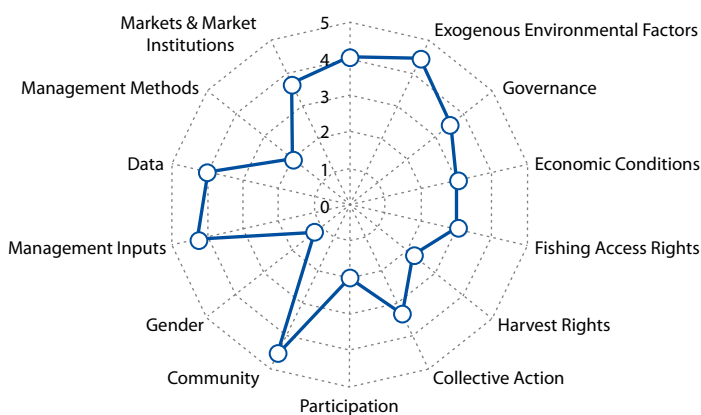 5
Markets & Market
Institutions
Exogenous Environmental Factors
4
Management Methods
Governance
3
2
Data
Economic Conditions
1
0
Management Inputs
Fishing Access Rights
Gender
Harvest Rights
Community
Collective Action
Participation